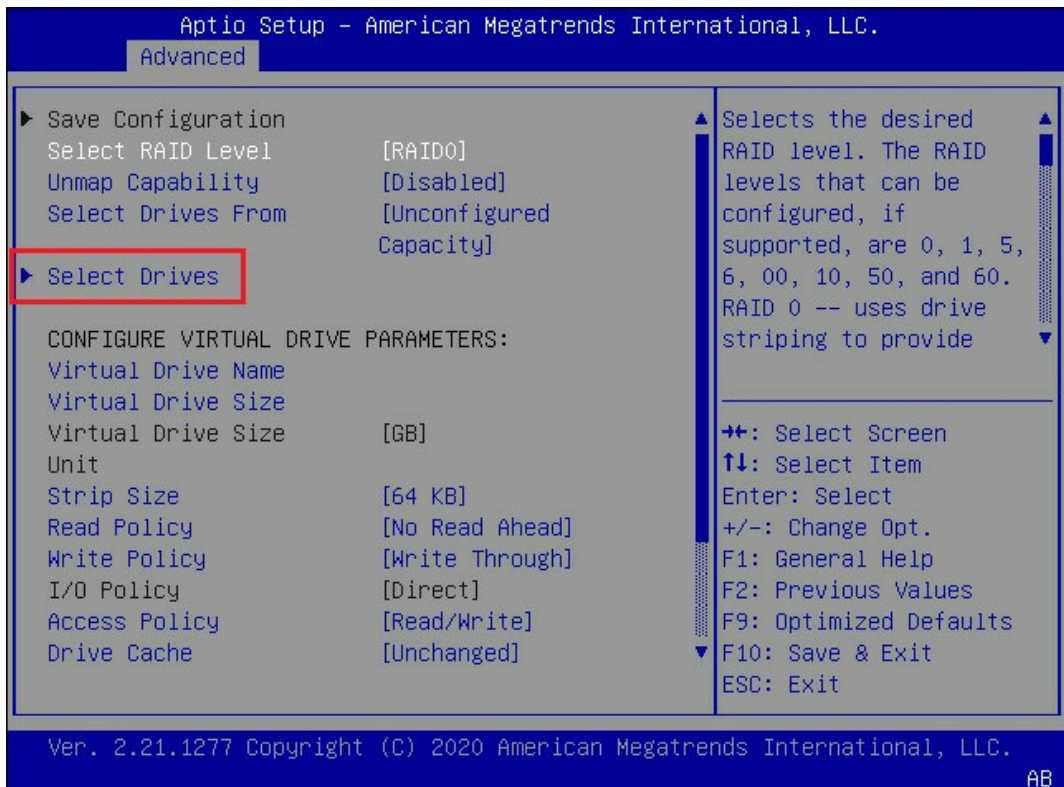 Aptio Setup – American Megatrends International, LLC.
Advanced
Save Configuration
Select RAID Level [RAID0]
Unmap Capability [Disabled]
Select Drives From [Unconfigured
Capacity]
Select Drives
CONFIGURE VIRTUAL DRIVE PARAMETERS:
Virtual Drive Name
Virtual Drive Size
Virtual Drive Size [GB]
Unit
Strip Size [64 KB]
Read Policy [No Read Ahead]
Write Policy [Write Through]
I/O Policy [Direct]
Access Policy [Read/Write]
Drive Cache [Unchanged]
Selects the desired
RAID level. The RAID
levels that can be
configured, if
supported, are 0, 1, 5,
6, 00, 10, 50, and 60.
RAID 0 -- uses drive
striping to provide
→←: Select Screen
↑↓: Select Item
Enter: Select
+/-: Change Opt.
F1: General Help
F2: Previous Values
F9: Optimized Defaults
F10: Save & Exit
ESC: Exit
Ver. 2.21.1277 Copyright (C) 2020 American Megatrends International, LLC.
AB